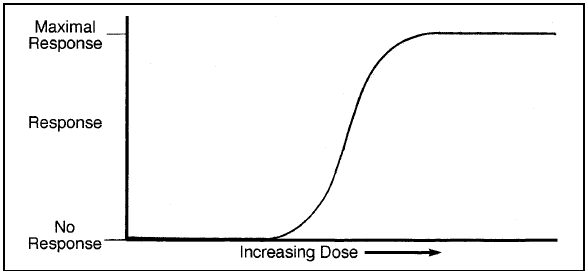 Maximal
Response
Response
No
Response
Increasing Dose